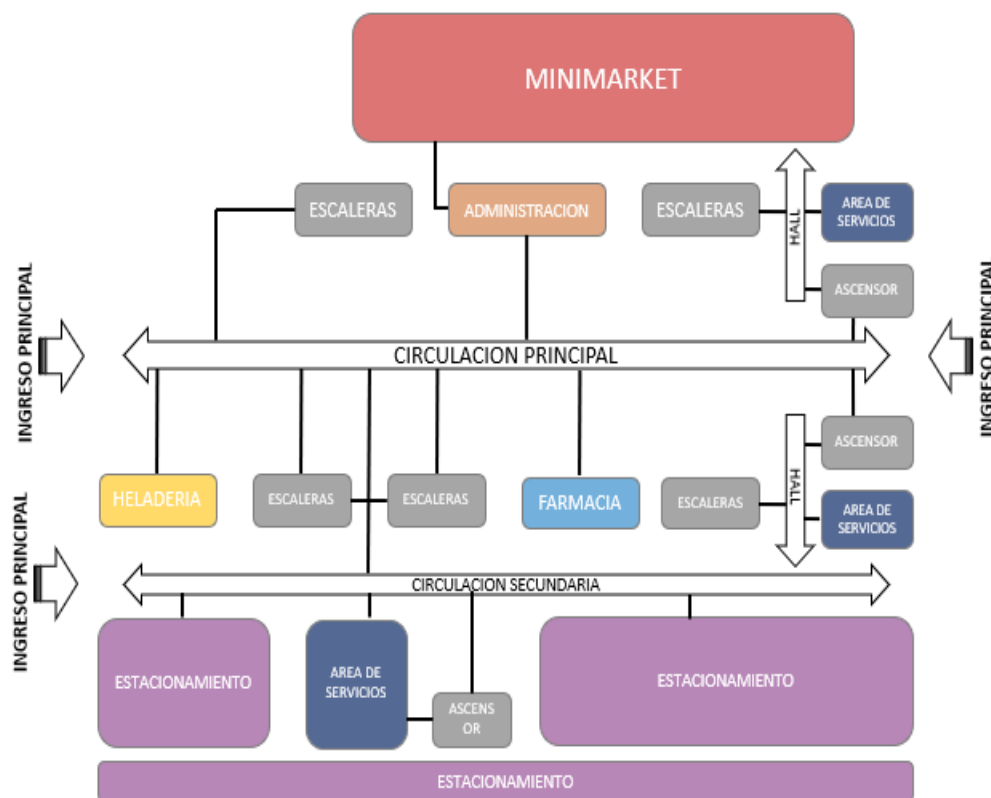 MINIMARKET
ESCALERAS
ADMINISTRACION
ESCALERAS
HALL
AREA DE
SERVICIOS
ASCENSOR
INGRESO PRINCIPAL
CIRCULACION PRINCIPAL
INGRESO PRINCIPAL
ASCENSOR
HELADERIA
ESCALERAS
ESCALERAS
FARMACIA
ESCALERAS
HALL
AREA DE
SERVICIOS
INGRESO PRINCIPAL
CIRCULACION SECUNDARIA
ESTACIONAMIENTO
AREA DE
SERVICIOS
ASCENS
OR
ESTACIONAMIENTO
ESTACIONAMIENTO